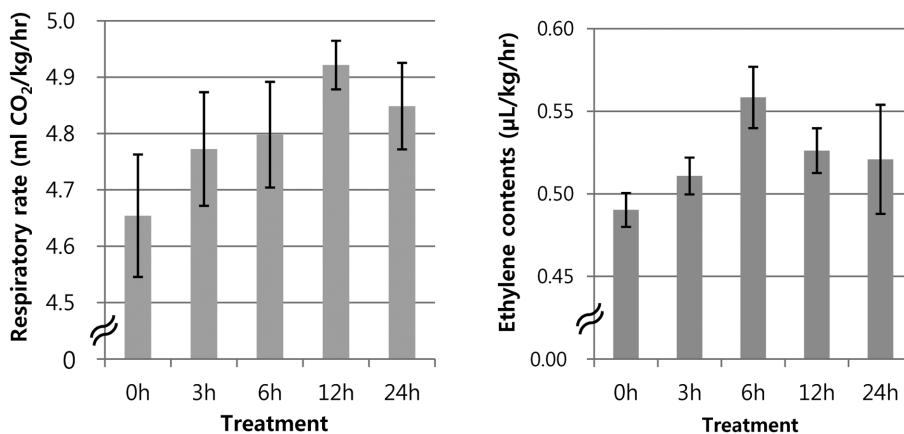 Respiratory rate (ml CO₂/kg/hr)
5.0
4.9
4.8
4.7
4.6
4.5
0
0h 3h 6h 12h 24h
Treatment
Ethylene contents (μL/kg/hr)
0.60
0.55
0.50
0.45
0.00
0h 3h 6h 12h 24h
Treatment